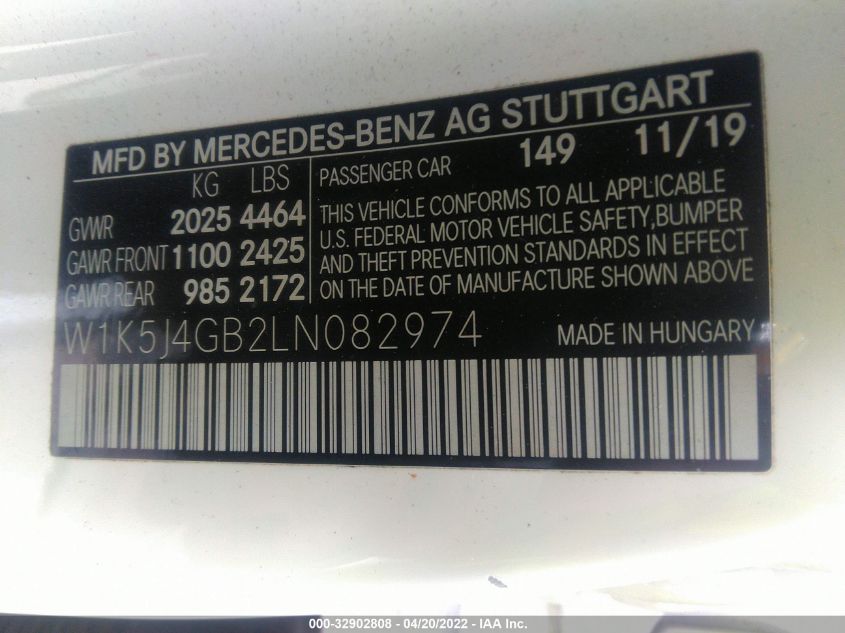 MFD BY MERCEDES-BENZ AG STUTTGART
KG LBS
GVWR 2025 4464
GAWR FRONT 1100 2425
GAWR REAR 985 2172
PASSENGER CAR 149 11/19
THIS VEHICLE CONFORMS TO ALL APPLICABLE
U.S. FEDERAL MOTOR VEHICLE SAFETY, BUMPER
AND THEFT PREVENTION STANDARDS IN EFFECT
ON THE DATE OF MANUFACTURE SHOWN ABOVE
W1K5J4GB2LN082974
MADE IN HUNGARY
000-32902808 - 04/20/2022 - IAA Inc.